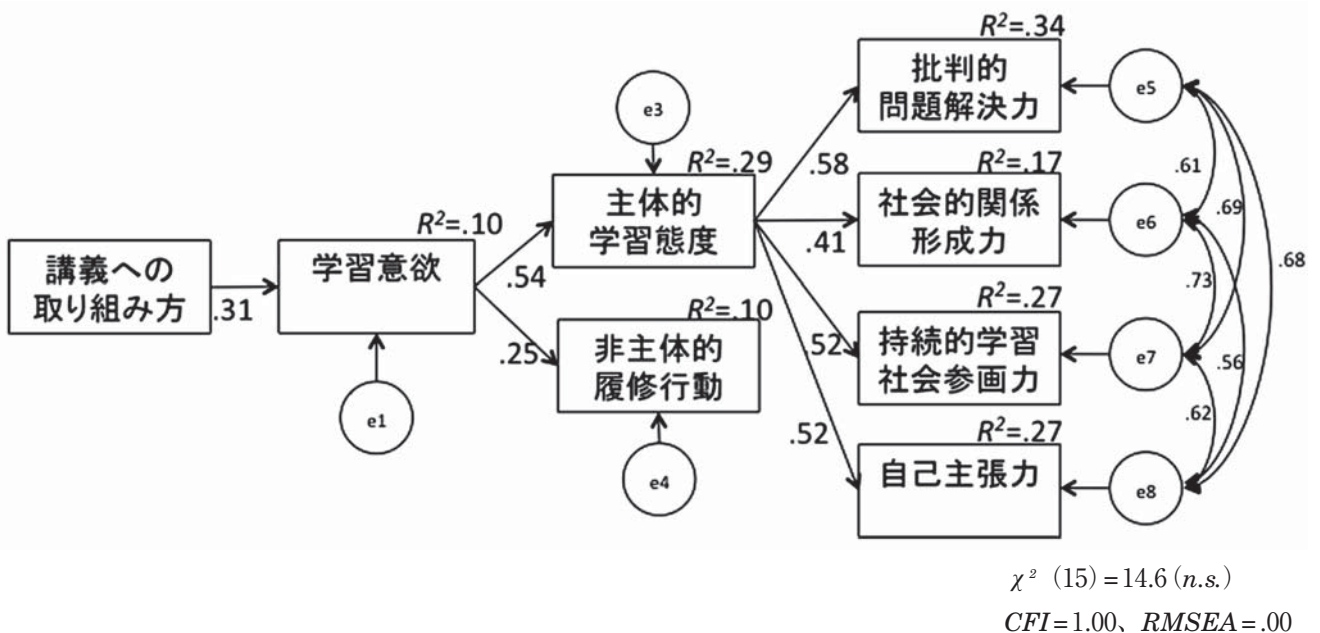 講義への
取り組み方
.31
R²=.10
学習意欲
e1
.54
.25
e3
R²=.29
主体的
学習態度
R²=.10
非主体的
履修行動
e4
.58
.41
.52
.52
R²=.34
批判的
問題解決力
e5
R²=.17
社会的関係
形成力
e6
R²=.27
持続的学習
社会参画力
e7
R²=.27
自己主張力
e8
.61
.69
.68
.73
.56
.62
χ² (15)=14.6(n.s.)
CFI=1.00、RMSEA=.00